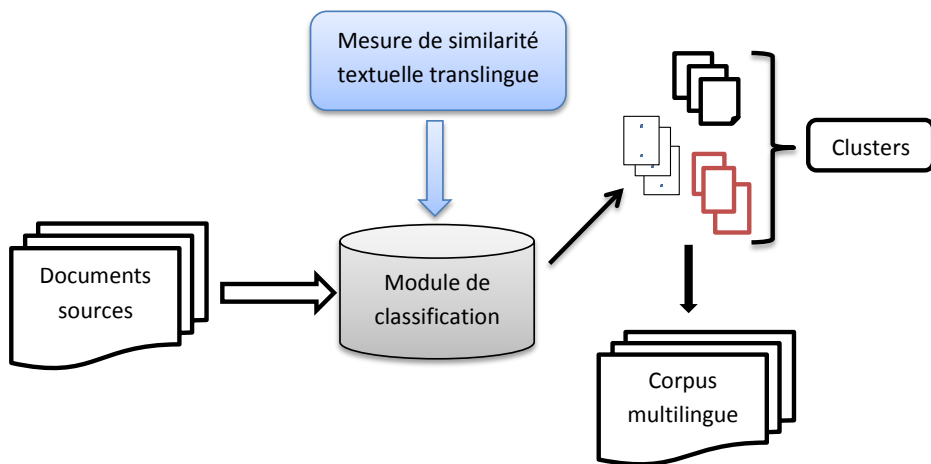 Mesure de similarité
textuelle translingue
Clusters
Documents
sources
Module de
classification
Corpus
multilingue